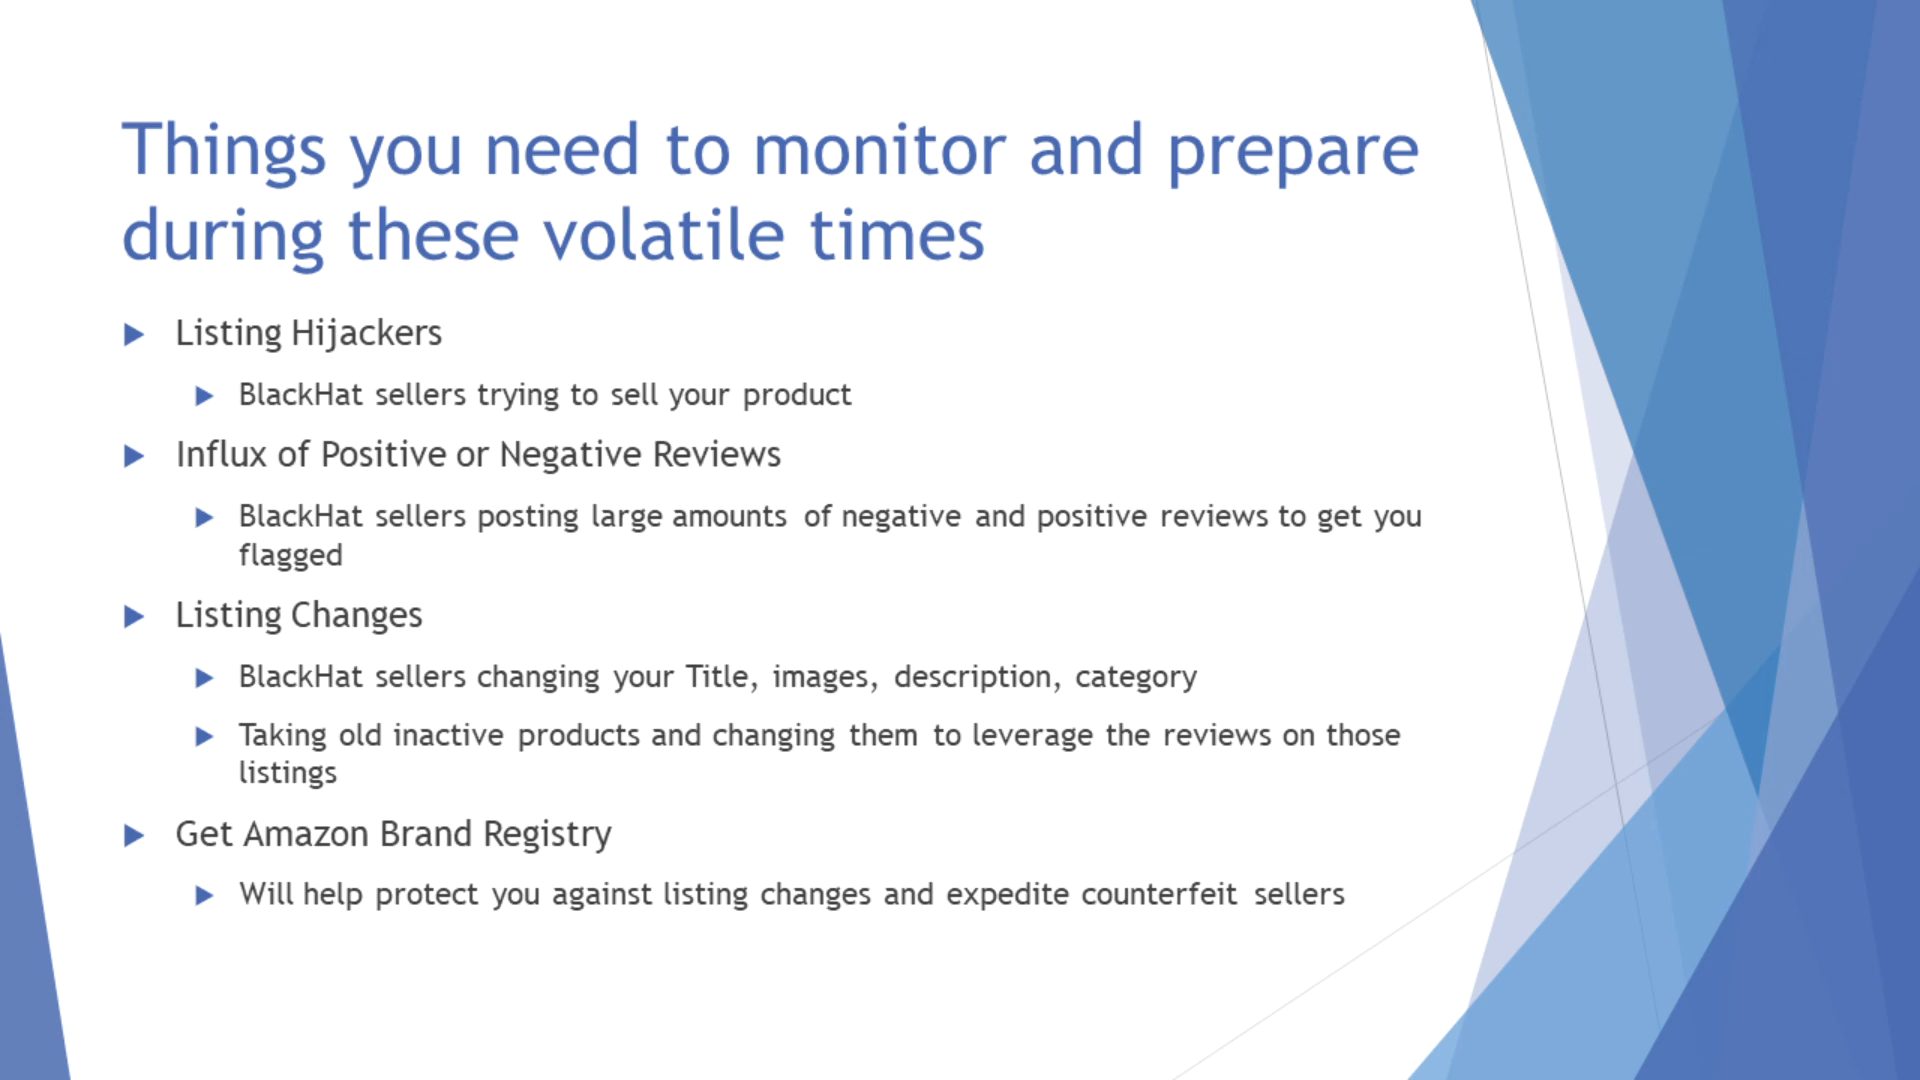 Things you need to monitor and prepare
during these volatile times
Listing Hijackers
BlackHat sellers trying to sell your product
Influx of Positive or Negative Reviews
BlackHat sellers posting large amounts of negative and positive reviews to get you
flagged
Listing Changes
BlackHat sellers changing your Title, images, description, category
Taking old inactive products and changing them to leverage the reviews on those
listings
Get Amazon Brand Registry
Will help protect you against listing changes and expedite counterfeit sellers